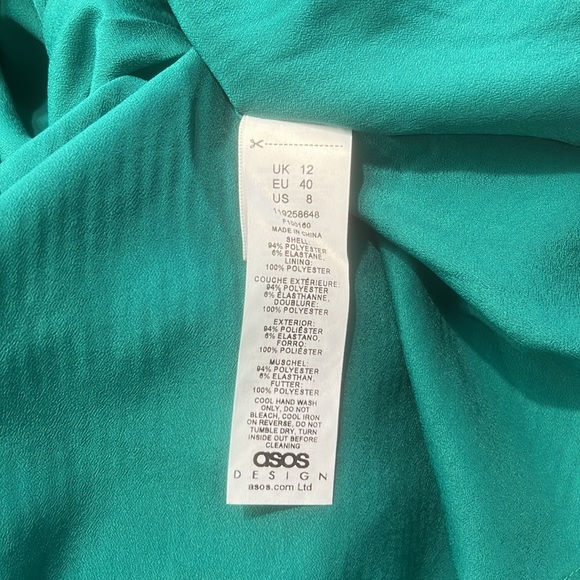 UK 12
EU 40
US 8
119258648
F100160
MADE IN CHINA
SHELL:
94% POLYESTER
6% ELASTANE,
LINING:
100% POLYESTER
COUCHE EXTÉRIEURE:
94% POLYESTER
6% ÉLASTHANNE,
DOUBLURE:
100% POLYESTER
EXTERIOR:
94% POLIÉSTER
6% ELASTANO,
FORRO:
100% POLIÉSTER
MUSCHEL:
94% POLYESTER
6% ELASTHAN,
FUTTER:
100% POLYESTER
COOL HAND WASH
ONLY, DO NOT
BLEACH, COOL IRON
ON REVERSE, DO NOT
TUMBLE DRY, TURN
INSIDE OUT BEFORE
CLEANING
asos
DESIGN
asos.com Ltd